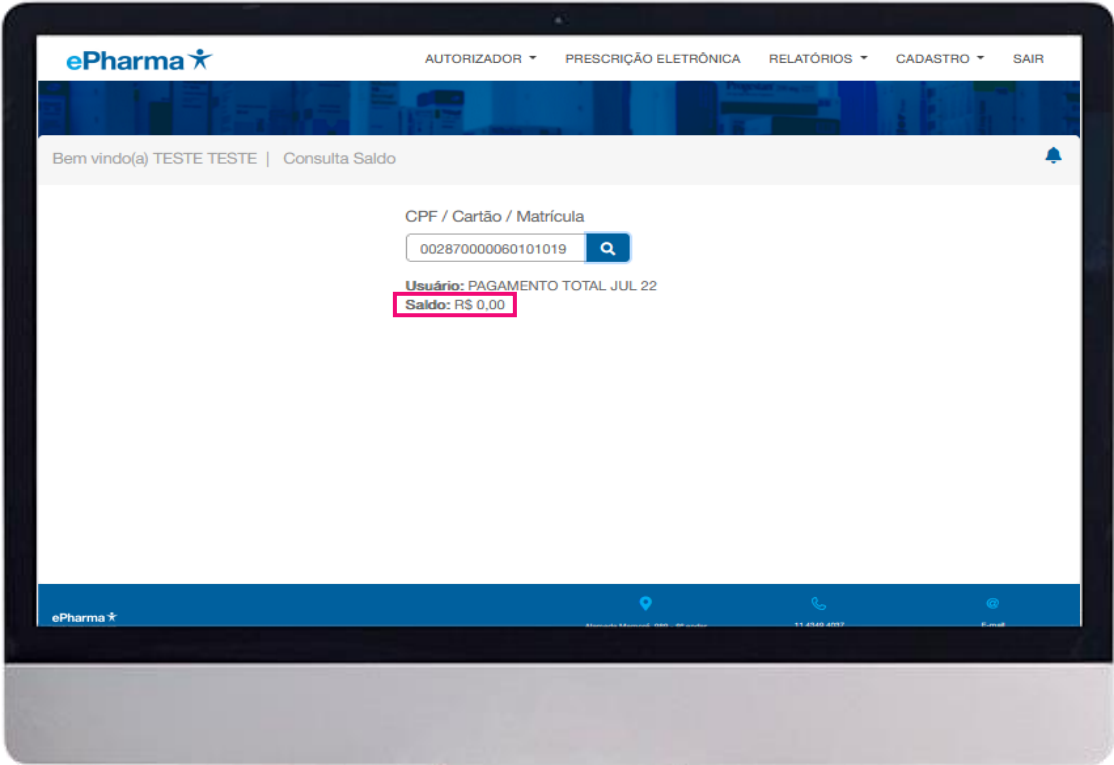 ePharma
AUTORIZADOR PRESCRIÇÃO ELETRÔNICA RELATÓRIOS CADASTRO SAIR
Bem vindo(a) TESTE TESTE | Consulta Saldo
CPF / Cartão / Matrícula
002870000060101019
Usuário: PAGAMENTO TOTAL JUL 22
Saldo: R$ 0,00
ePharma
E-mail